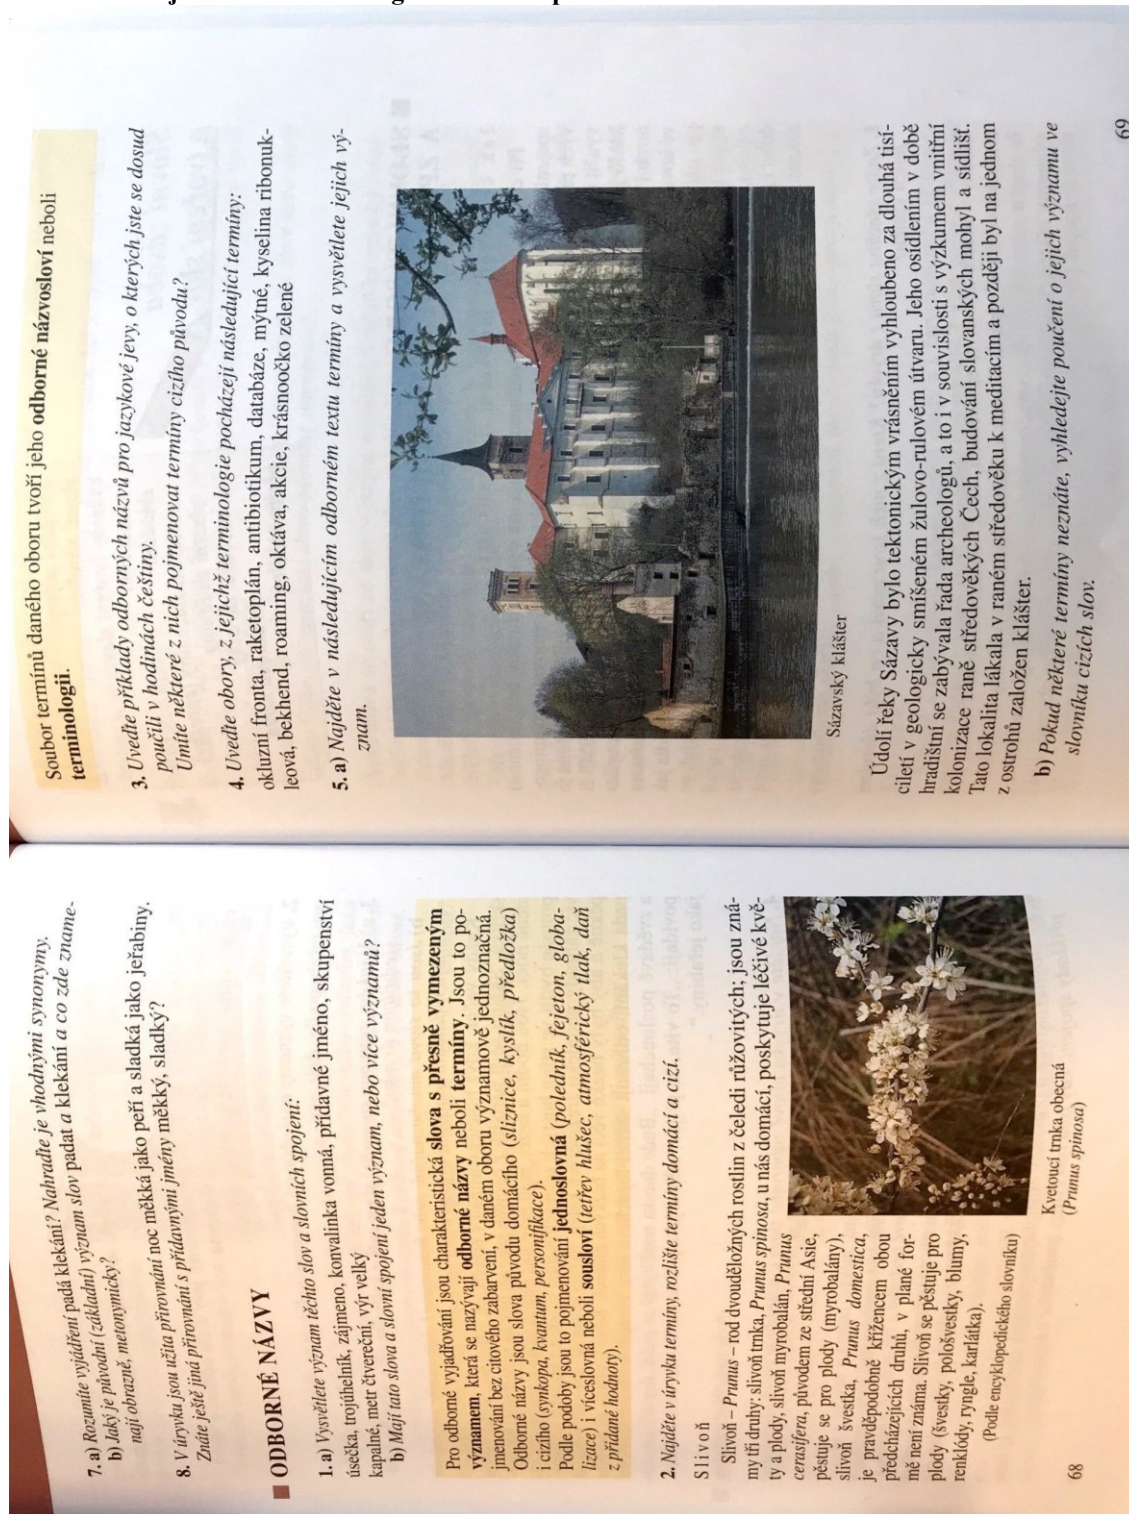 7. a) Rozumíte vyjádření padá klekání? Nahraďte je vhodnými synonymy.
b) Jaký je původní (základní) význam slov padat a klekání a co zde zname-
nají obrazně, metonymicky?
8. V úryvku jsou užita přirovnání noc měkká jako peří a sladká jako jeřabiny.
Znáte ještě jiná přirovnání s přídavnými jmény měkký, sladký?
ODBORNÉ NÁZVY
1. a) Vysvětlete význam těchto slov a slovních spojení:
úsečka, trojúhelník, zájmeno, konvalinka vonná, přídavné jméno, skupenství
kapalné, metr čtvereční, výr velký
b) Mají tato slova a slovní spojení jeden význam, nebo více významů?
Pro odborné vyjadřování jsou charakteristická slova s přesně vymezeným
významem, která se nazývají odborné názvy neboli termíny. Jsou to po-
jmenování bez citového zabarvení, v daném oboru významově jednoznačná.
Odborné názvy jsou slova původu domácího (sliznice, kyslík, předložka)
i cizího (synkopa, kvantum, personifikace).
Podle podoby jsou to pojmenování jednoslovná (poledník, fejeton, globa-
lizace) i víceslovná neboli sousloví (tetřev hlušec, atmosférický tlak, daň
z přidané hodnoty).
2. Najděte v úryvku termíny, rozlište termíny domácí a cizí.
Slivoň
Slivoň – Prunus – rod dvouděložných rostlin z čeledi růžovitých; jsou zná-
my tři druhy: slivoň trnka, Prunus spinosa, u nás domácí, poskytuje léčivé kvě-
ty a plody, slivoň myrobalán, Prunus
cerasifera, původem ze střední Asie,
pěstuje se pro plody (myrobalány),
slivoň švestka, Prunus domestica,
je pravděpodobně křížencem obou
předcházejících druhů, v plané for-
mě není známa. Slivoň se pěstuje pro
plody (švestky, pološvestky, blumy,
renklódy, ryngle, karlátka).
(Podle encyklopedického slovníku)
Kvetoucí trnka obecná
(Prunus spinosa)
68
Soubor termínů daného oboru tvoří jeho odborné názvosloví neboli
terminologii.
3. Uveďte příklady odborných názvů pro jazykové jevy, o kterých jste se dosud
poučili v hodinách češtiny.
Umíte některé z nich pojmenovat termíny cizího původu?
4. Uveďte obory, z jejichž terminologie pocházejí následující termíny:
okluzní fronta, raketoplán, antibiotikum, databáze, mýtné, kyselina ribonuk-
leová, bekhend, roaming, oktáva, akcie, krásnoočko zelené
5. a) Najděte v následujícím odborném textu termíny a vysvětlete jejich vý-
znam.
Sázavský klášter
Údolí řeky Sázavy bylo tektonickým vrásněním vyhloubeno za dlouhá tisí-
ciletí v geologicky smíšeném žulovo-rulovém útvaru. Jeho osídlením v době
hradištní se zabývala řada archeologů, a to i v souvislosti s výzkumem vnitřní
kolonizace raně středověkých Čech, budování slovanských mohyl a sídlišť.
Tato lokalita lákala v raném středověku k meditacím a později byl na jednom
z ostrohů založen klášter.
b) Pokud některé termíny neznáte, vyhledejte poučení o jejich významu ve
slovníku cizích slov.
69